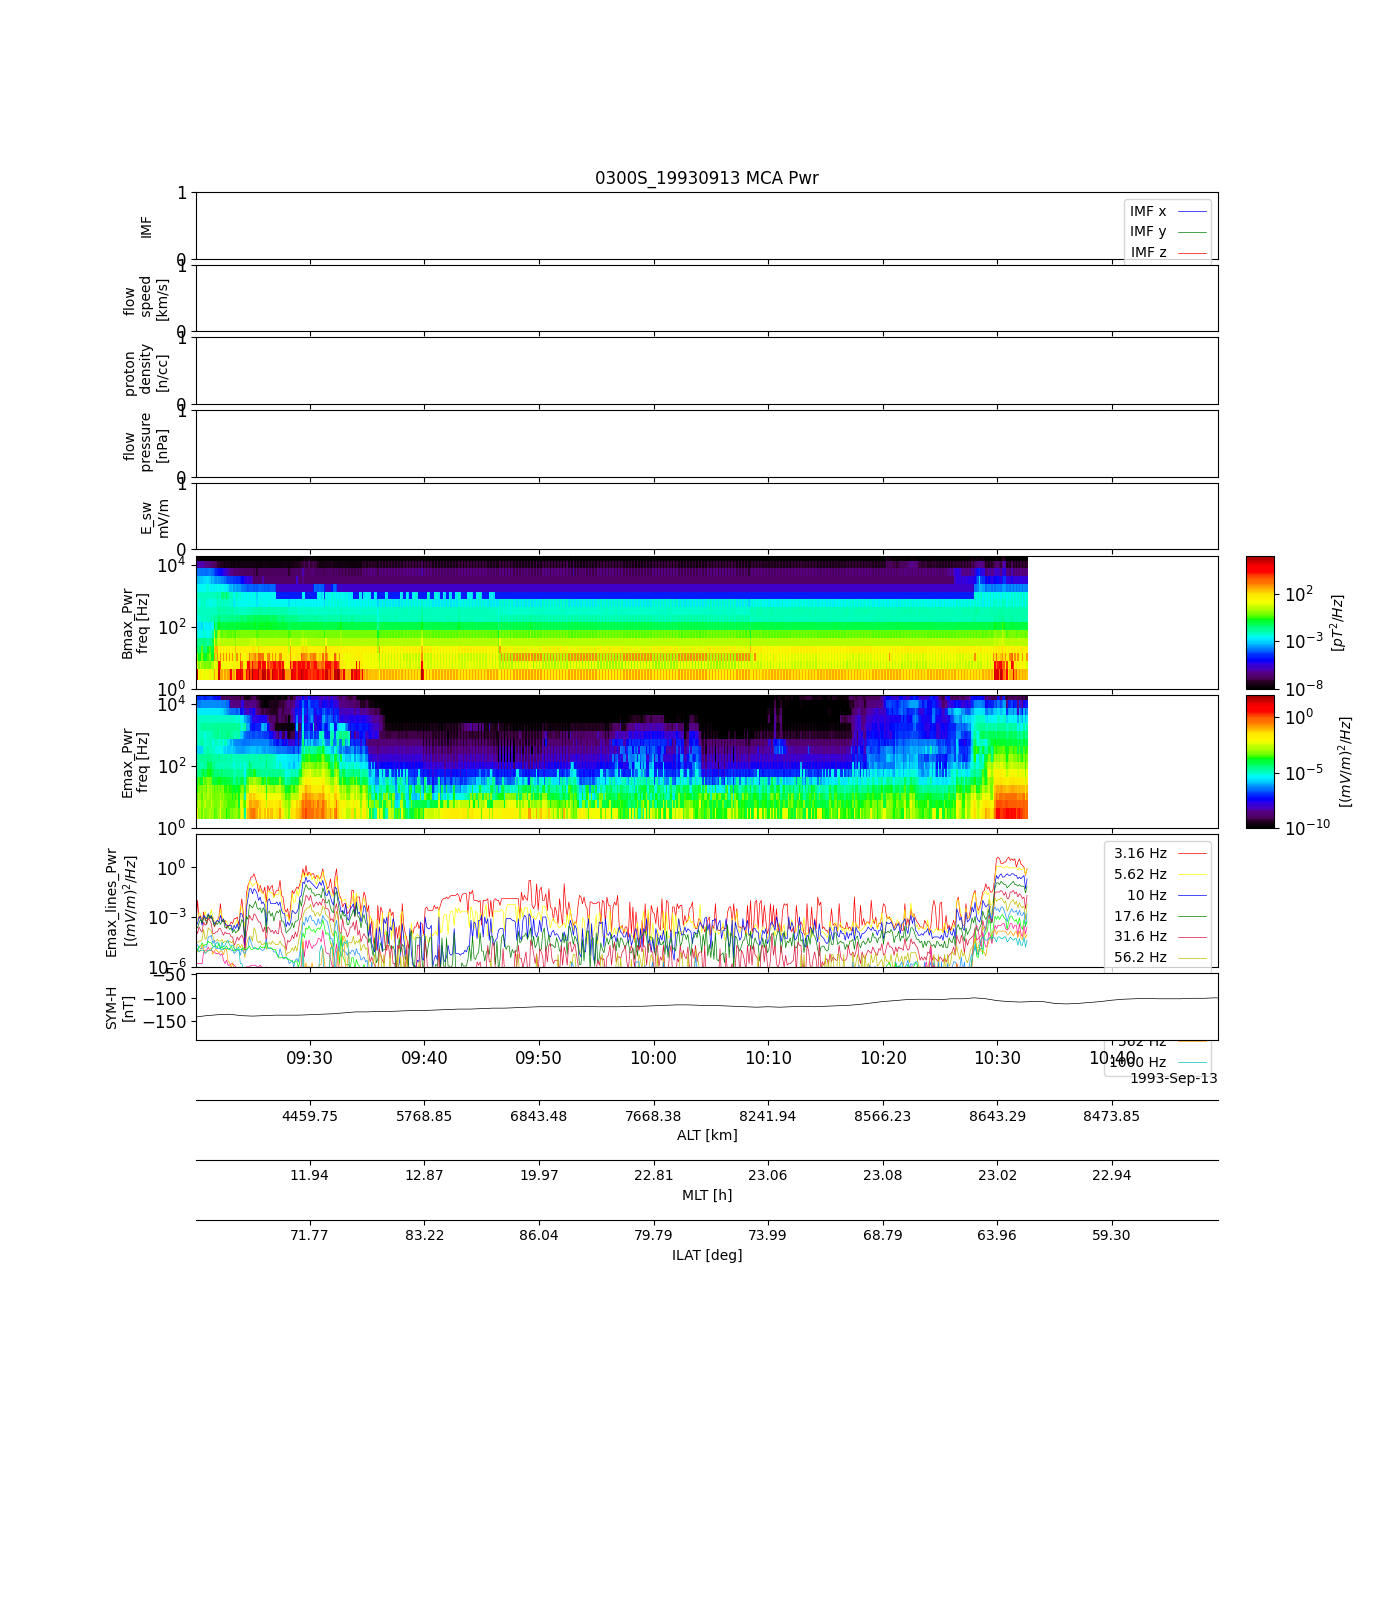 0300S_19930913 MCA Pwr
1
0
IMF
IMF x
IMF y
IMF z
1
0
flow
speed
[km/s]
1
0
proton
density
[n/cc]
1
0
flow
pressure
[nPa]
1
0
E_sw
mV/m
10^4
10^2
10^0
Bmax_Pwr
freq [Hz]
10^2
10^-3
10^-8
[pT^2/Hz]
10^4
10^2
10^0
Emax_Pwr
freq [Hz]
10^0
10^-5
10^-10
[(mV/m)^2/Hz]
10^0
10^-3
10^-6
Emax_lines_Pwr
[(mV/m)^2/Hz]
3.16 Hz
5.62 Hz
10 Hz
17.6 Hz
31.6 Hz
56.2 Hz
−50
−100
−150
SYM-H
[nT]
562 Hz
1000 Hz
09:30 09:40 09:50 10:00 10:10 10:20 10:30 10:40
1993-Sep-13
4459.75 5768.85 6843.48 7668.38 8241.94 8566.23 8643.29 8473.85
ALT [km]
11.94 12.87 19.97 22.81 23.06 23.08 23.02 22.94
MLT [h]
71.77 83.22 86.04 79.79 73.99 68.79 63.96 59.30
ILAT [deg]